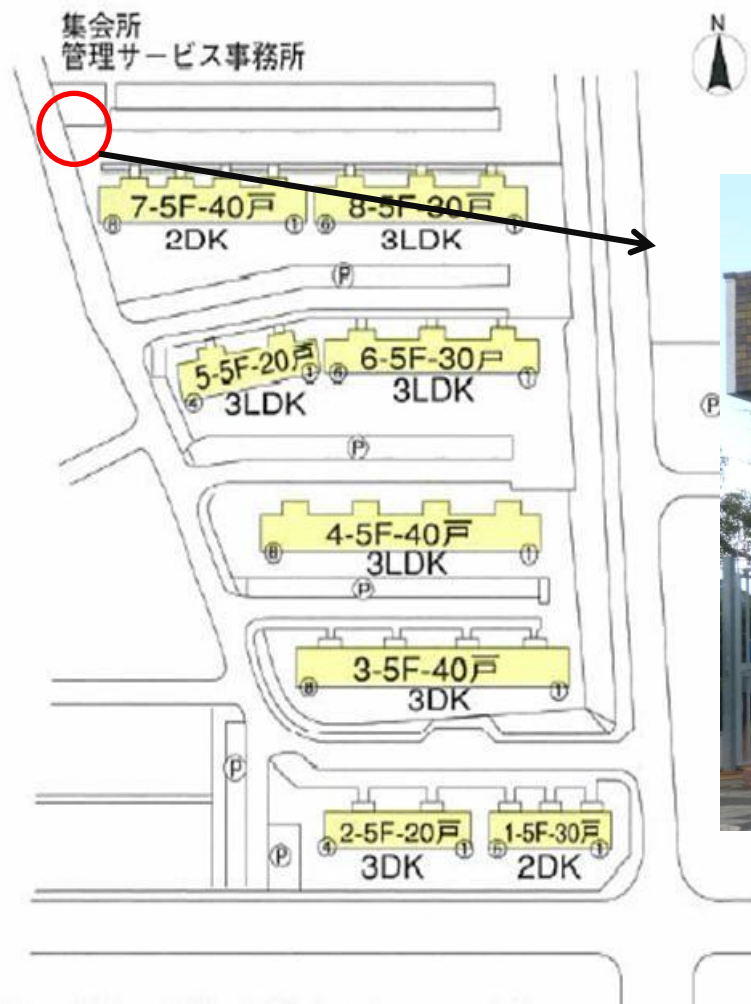 集会所
管理サービス事務所
N
7-5F-40戸
⑧ ①
2DK
8-5F-30戸
⑥ ①
3LDK
Ⓟ
5-5F-20戸
④ ①
3LDK
6-5F-30戸
⑥ ①
3LDK
Ⓟ
Ⓟ
4-5F-40戸
⑧ ①
3LDK
Ⓟ
3-5F-40戸
⑧ ①
3DK
Ⓟ
2-5F-20戸
④ ①
3DK
1-5F-30戸
⑥ ①
2DK
Ⓟ